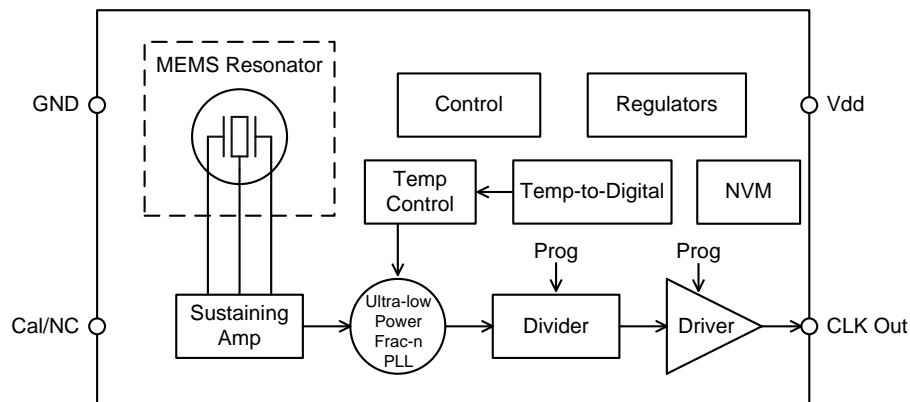 MEMS Resonator
GND
Control
Regulators
Vdd
Temp
Control
Temp-to-Digital
NVM
Prog
Prog
Cal/NC
Sustaining
Amp
Ultra-low
Power
Frac-n
PLL
Divider
Driver
CLK Out